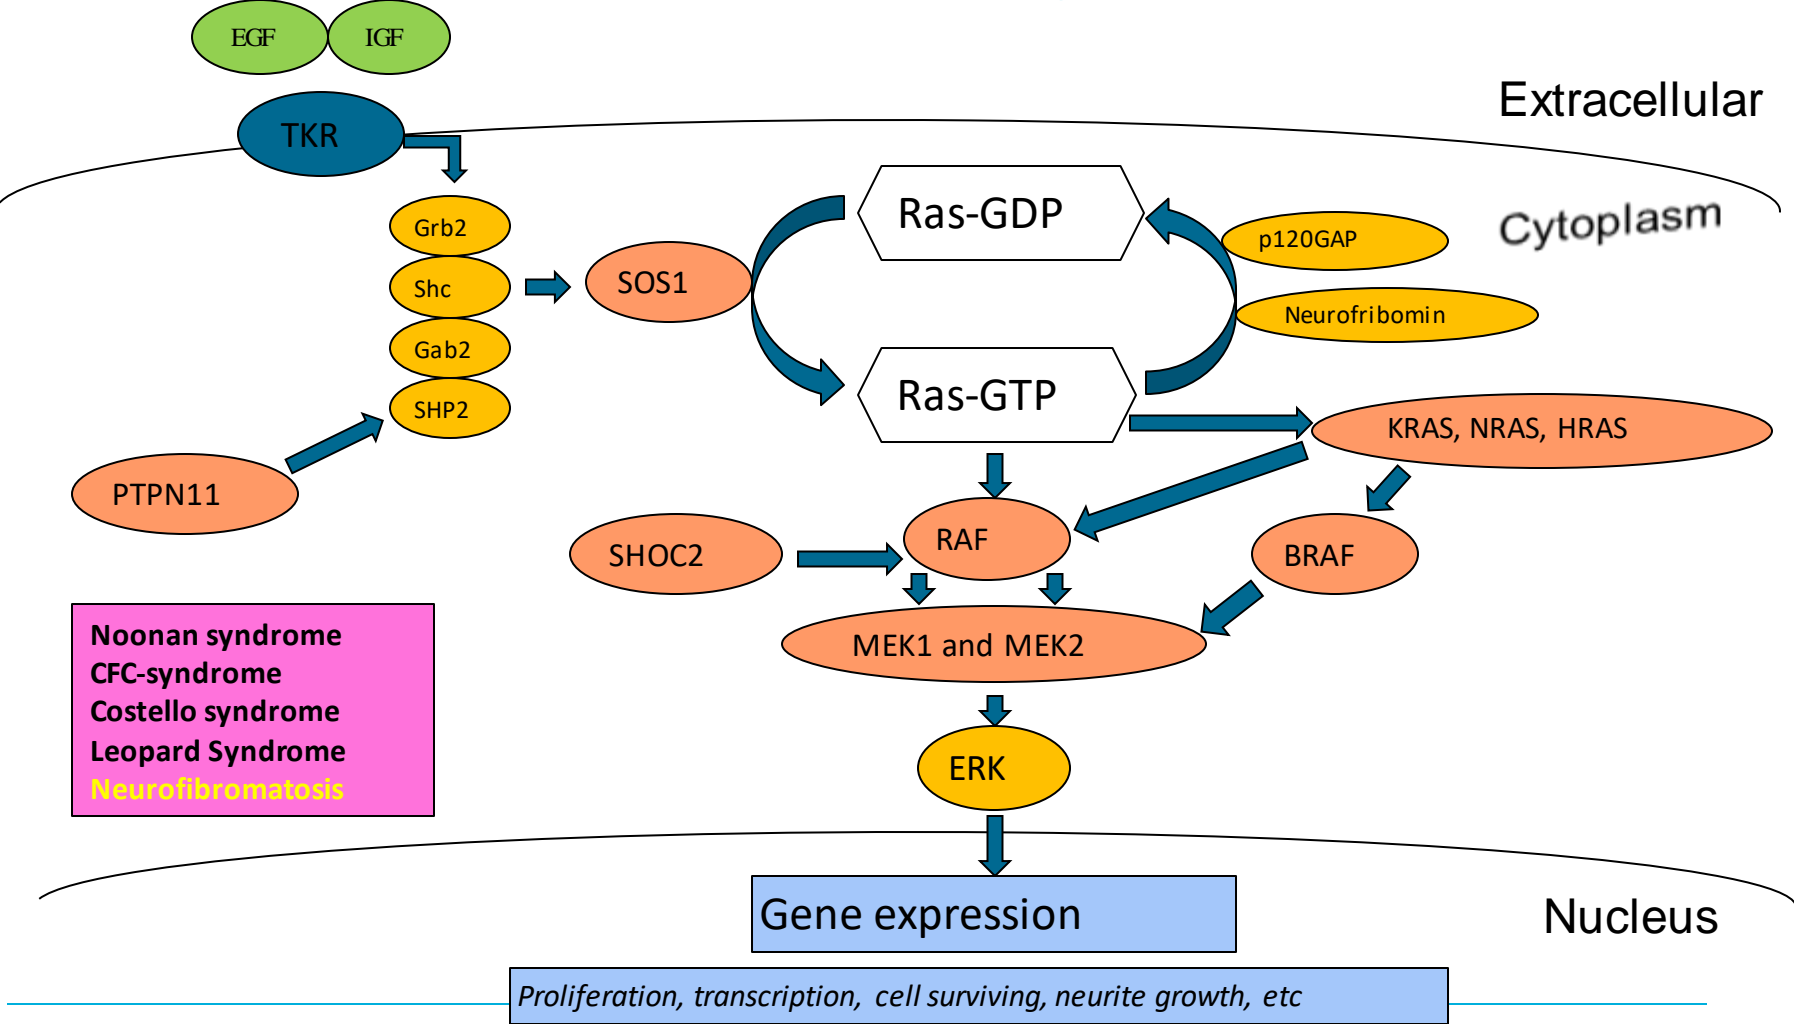 EGF
IGF
Extracellular
TKR
Ras-GDP
Cytoplasm
Grb2
p120GAP
Shc
SOS1
Neurofribomin
Gab2
Ras-GTP
SHP2
KRAS, NRAS, HRAS
PTPN11
RAF
SHOC2
BRAF
MEK1 and MEK2
Noonan syndrome
CFC-syndrome
Costello syndrome
Leopard Syndrome
Neurofibromatosis
ERK
Gene expression
Nucleus
Proliferation, transcription, cell surviving, neurite growth, etc